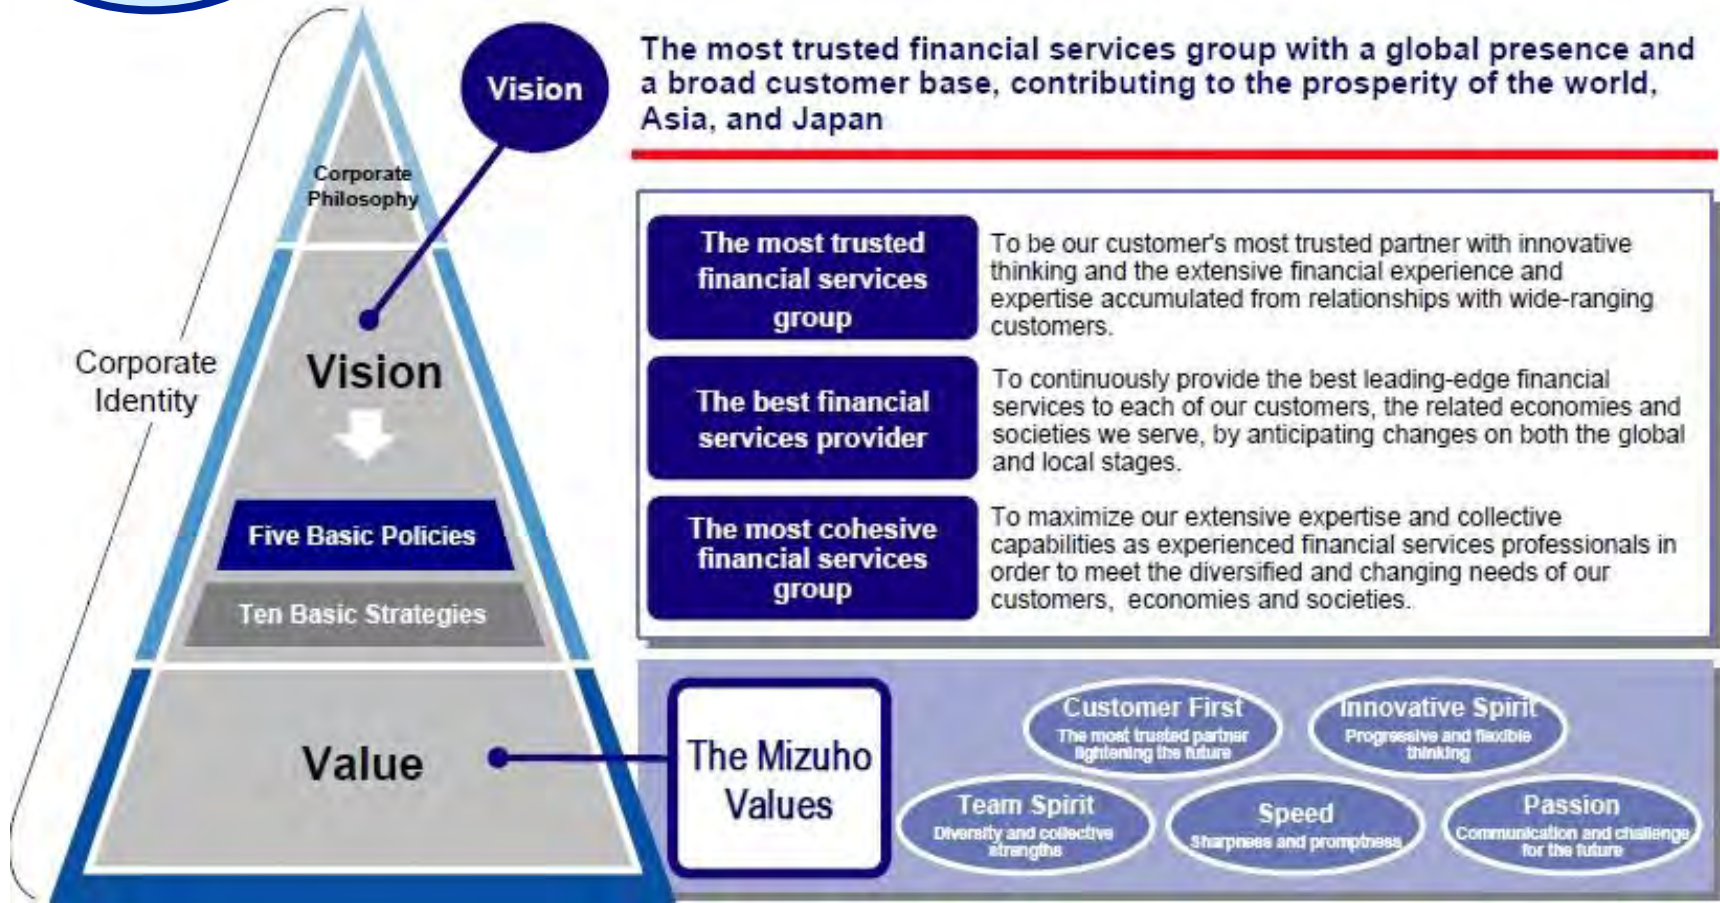 Vision
The most trusted financial services group with a global presence and
a broad customer base, contributing to the prosperity of the world,
Asia, and Japan
Corporate
Philosophy
Corporate
Identity
Vision
Five Basic Policies
Ten Basic Strategies
Value
The most trusted
financial services
group
To be our customer's most trusted partner with innovative
thinking and the extensive financial experience and
expertise accumulated from relationships with wide-ranging
customers.
The best financial
services provider
To continuously provide the best leading-edge financial
services to each of our customers, the related economies and
societies we serve, by anticipating changes on both the global
and local stages.
The most cohesive
financial services
group
To maximize our extensive expertise and collective
capabilities as experienced financial services professionals in
order to meet the diversified and changing needs of our
customers, economies and societies.
The Mizuho
Values
Customer First
The most trusted partner
lightening the future
Innovative Spirit
Progressive and flexible
thinking
Team Spirit
Diversity and collective
strengths
Speed
Sharpness and promptness
Passion
Communication and challenge
for the future